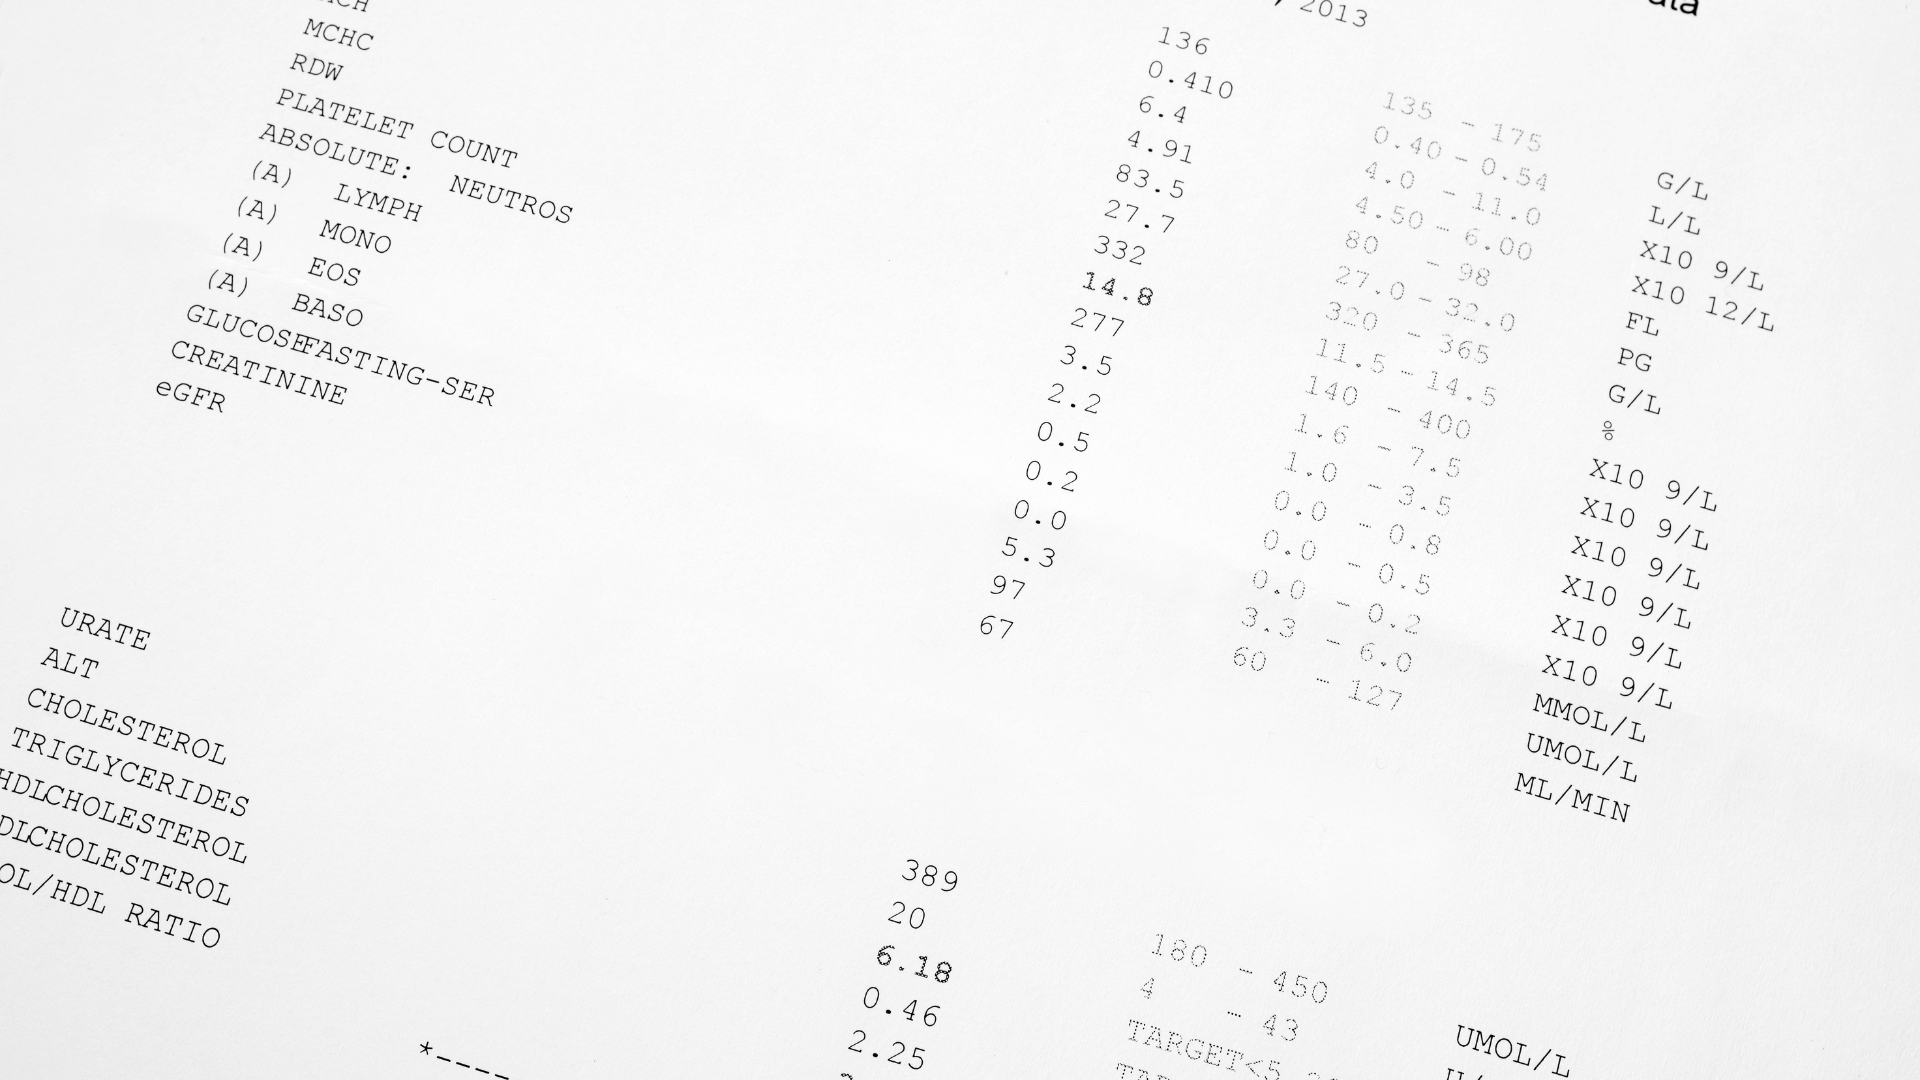 2013
136 135 - 175 G/L
0.410 0.40 - 0.54 L/L
6.4 4.0 - 11.0 X10 9/L
4.91 4.50 - 6.00 X10 12/L
83.5 80 - 98 FL
27.7 27.0 - 32.0 PG
MCHC 332 320 - 365 G/L
RDW 14.8 11.5 - 14.5 %
PLATELET COUNT 277 140 - 400 X10 9/L
ABSOLUTE: NEUTROS 3.5 1.6 - 7.5 X10 9/L
(A) LYMPH 2.2 1.0 - 3.5 X10 9/L
(A) MONO 0.5 0.0 - 0.8 X10 9/L
(A) EOS 0.2 0.0 - 0.5 X10 9/L
(A) BASO 0.0 0.0 - 0.2 X10 9/L
GLUCOSEFASTING-SER 5.3 3.3 - 6.0 MMOL/L
CREATININE 97 60 - 127 UMOL/L
eGFR 67 ML/MIN
URATE 389 180 - 450 UMOL/L
ALT 20 4 - 43
CHOLESTEROL 6.18 TARGET<5
TRIGLYCERIDES 0.46
HDLCHOLESTEROL 2.25
DLCHOLESTEROL
OL/HDL RATIO
*----